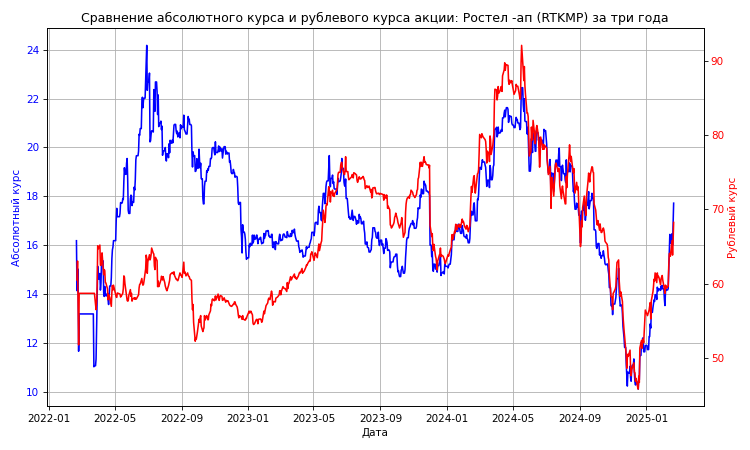 Сравнение абсолютного курса и рублевого курса акции: Ростел -ап (RTKMP) за три года
Абсолютный курс
24
22
20
18
16
14
12
10
90
80
70
60
50
Рублевый курс
2022-01 2022-05 2022-09 2023-01 2023-05 2023-09 2024-01 2024-05 2024-09 2025-01
Дата